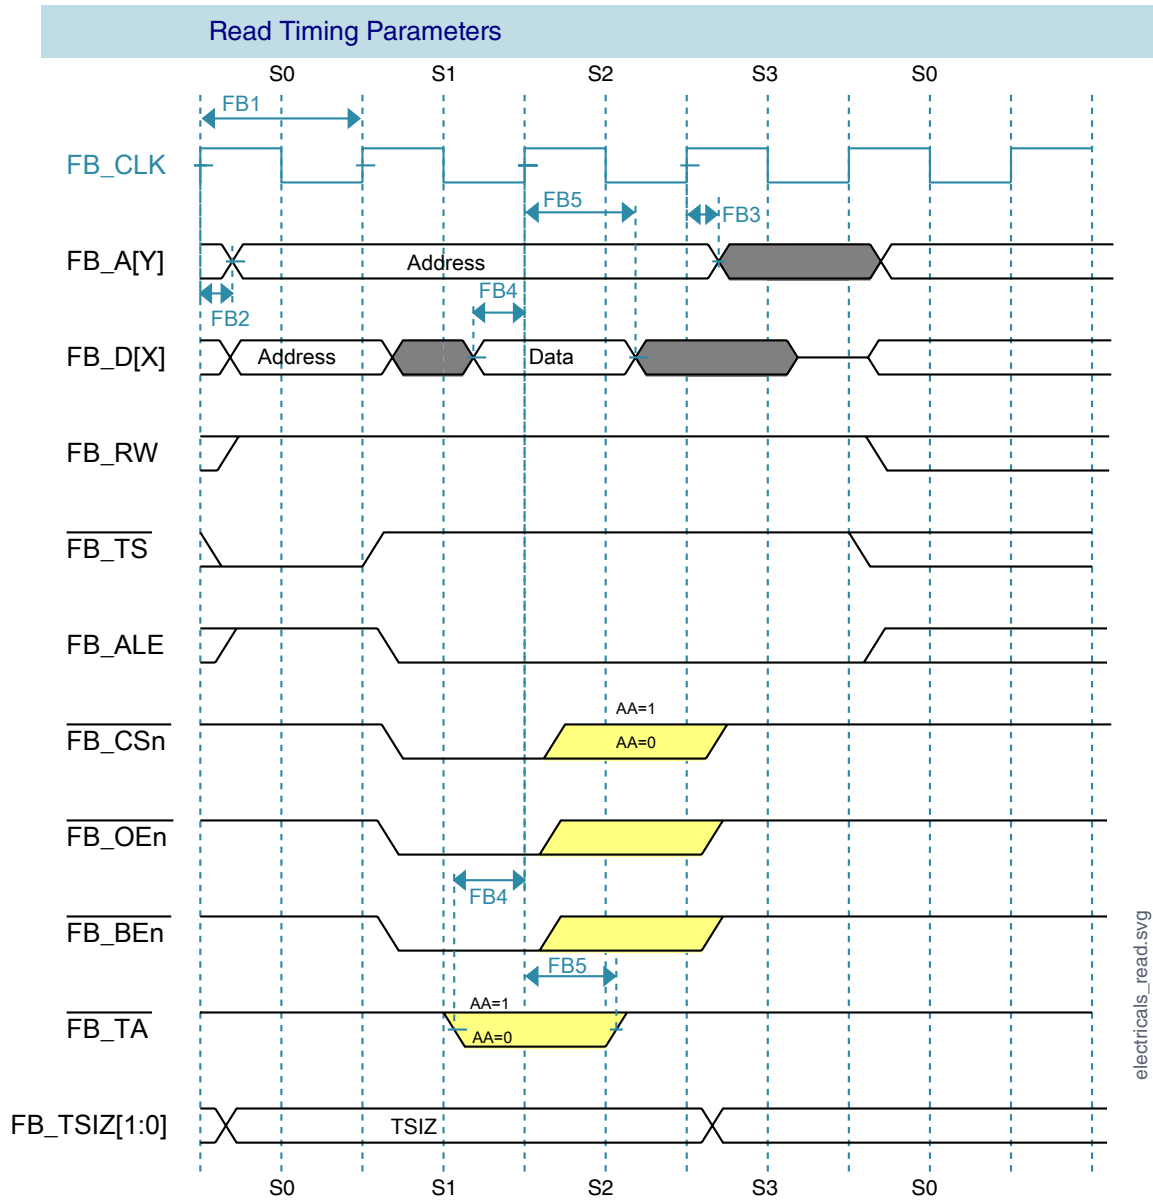 Read Timing Parameters
S0 S1 S2 S3 S0
FB1
FB_CLK
FB5
FB3
FB_A[Y]
Address
FB4
FB2
FB_D[X]
Address
Data
FB_RW
FB_TS
FB_ALE
AA=1
FB_CSn
AA=0
FB_OEn
FB4
FB_BEn
FB5
AA=1
FB_TA
AA=0
FB_TSIZ[1:0]
TSIZ
S0 S1 S2 S3 S0
electricals_read.svg